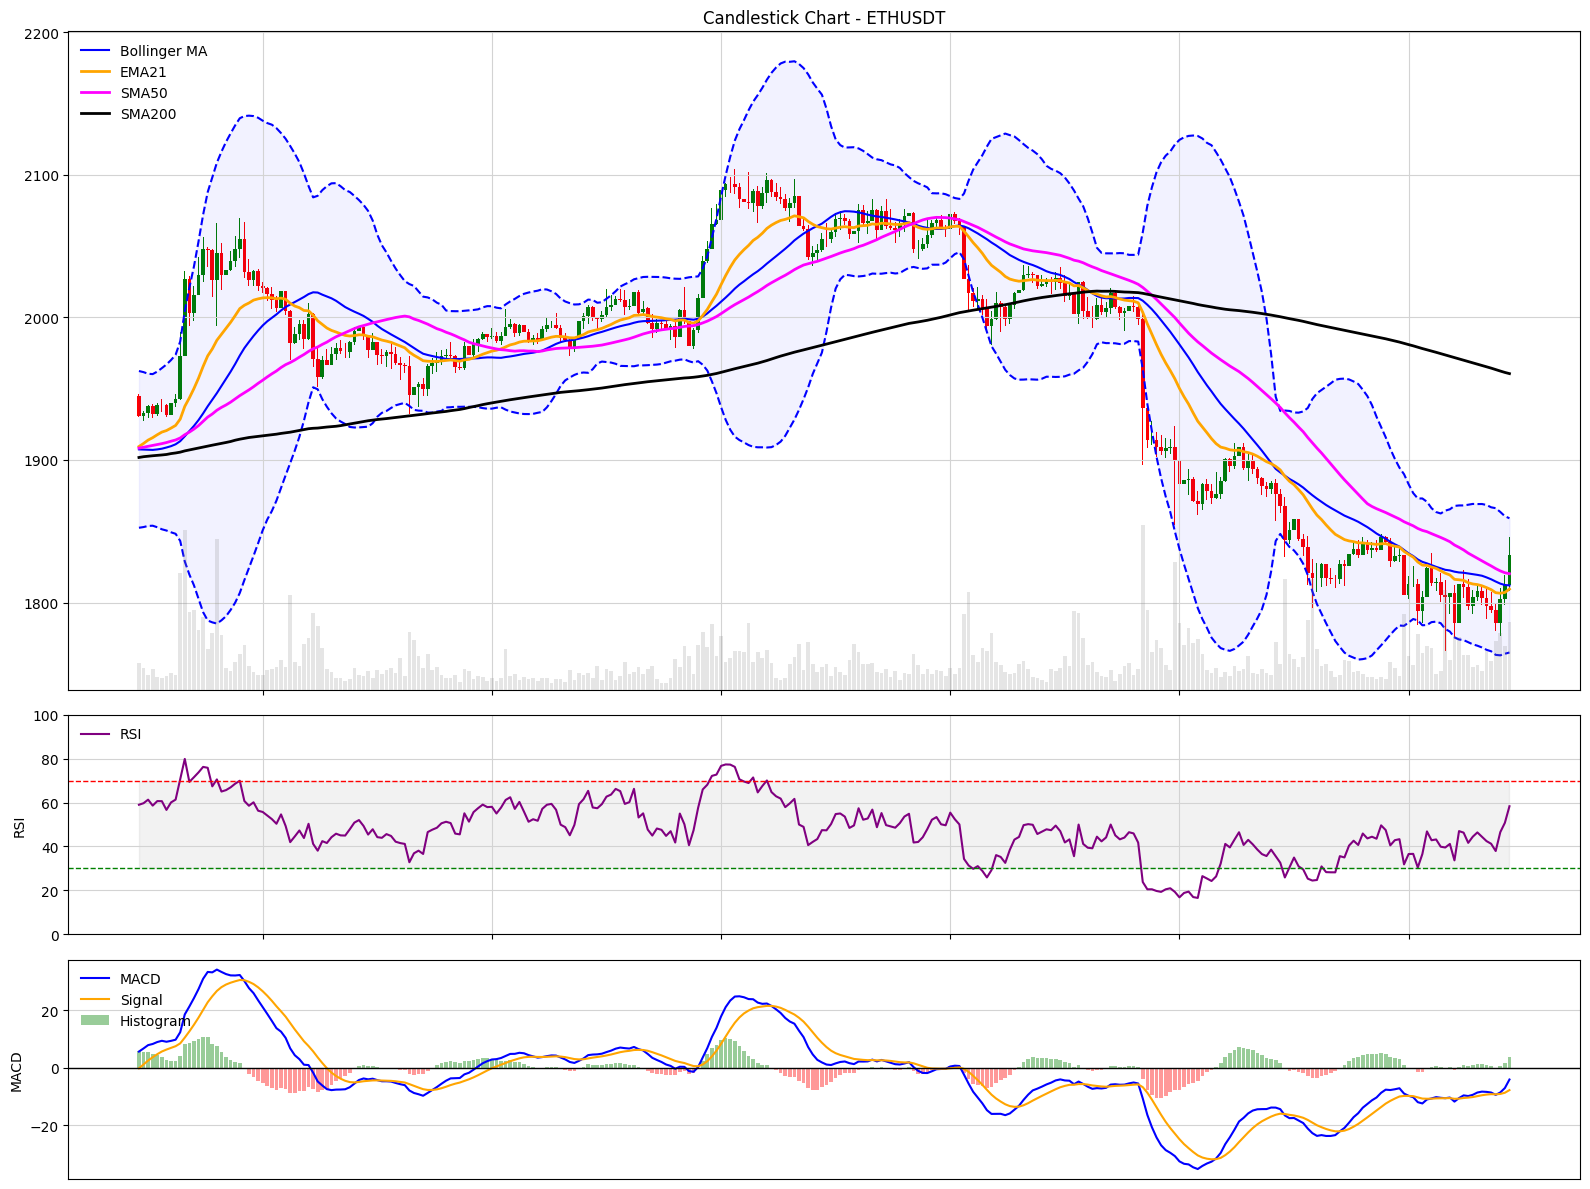 Candlestick Chart - ETHUSDT
2200
2100
2000
1900
1800
Bollinger MA
EMA21
SMA50
SMA200
RSI
100
80
60
40
20
0
RSI
MACD
20
0
−20
MACD
Signal
Histogram